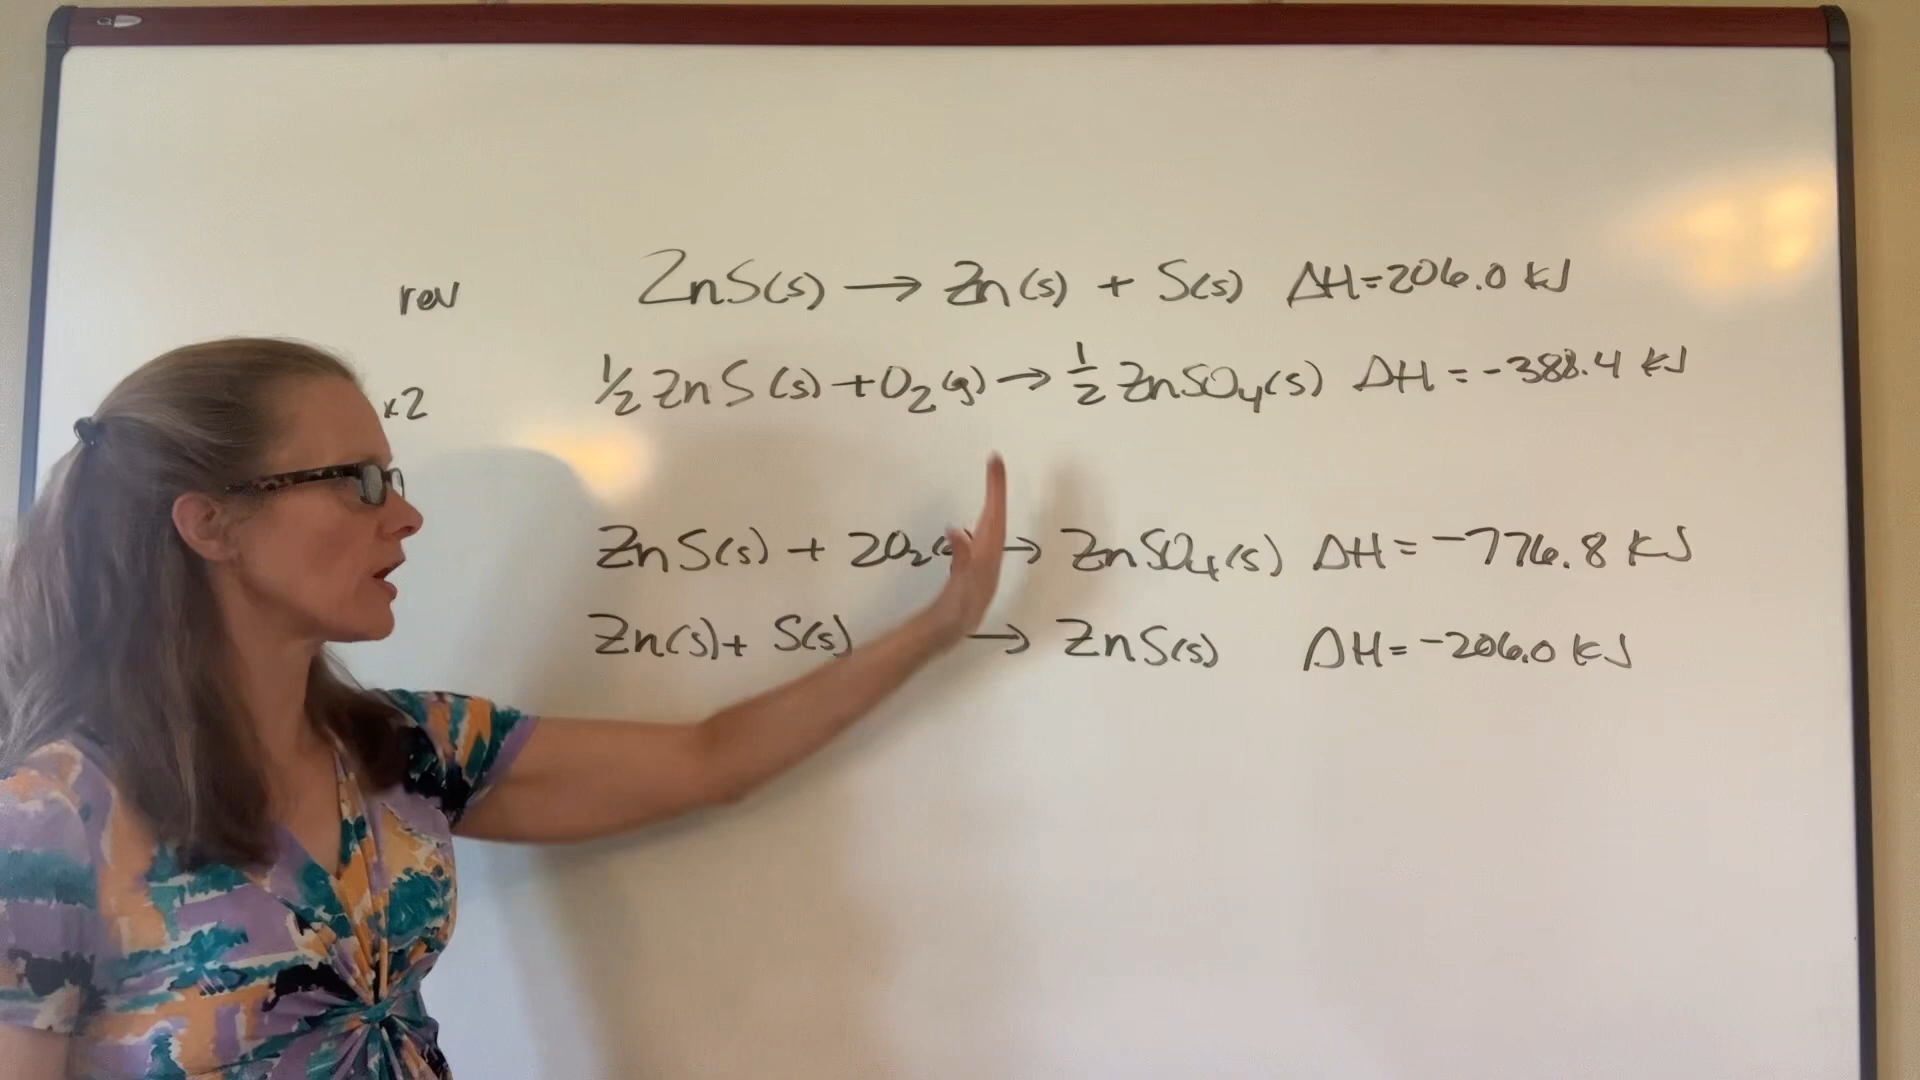 rev ZnS(s) → Zn(s) + S(s) ΔH=206.0 kJ
x2 1/2 ZnS(s) + O₂(g) → 1/2 ZnSO₄(s) ΔH = -388.4 kJ
ZnS(s) + 2O₂( → ZnSO₄(s) ΔH = -776.8 kJ
Zn(s) + S(s) → ZnS(s) ΔH = -206.0 kJ